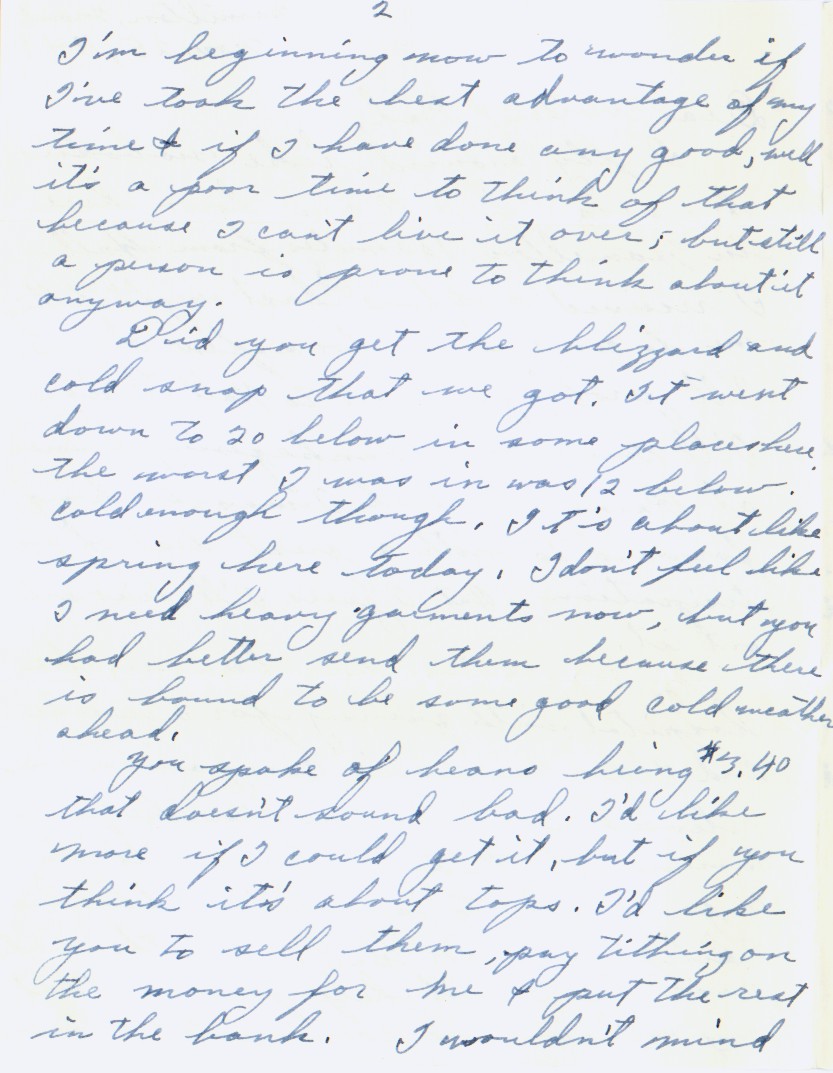 2
I'm beginning now to wonder if
I've took the best advantage of my
time & if I have done any good, well
it's a poor time to think of that
because I can't live it over; but still
a person is prone to think about it
anyway.
Did you get the blizzard and
cold snap that we got. It went
down to 20 below in some places here.
the worst I was in was 12 below.
cold enough though. It's about like
spring here today. I don't feel like
I need heavy garments now, but you
had better send them because there
is bound to be some good cold weather
ahead.
You spoke of beans being $3.40
that doesn't sound bad. I'd like
more if I could get it, but if you
think it's about tops. I'd like
you to sell them, pay tithing on
the money for me & put the rest
in the bank. I wouldn't mind